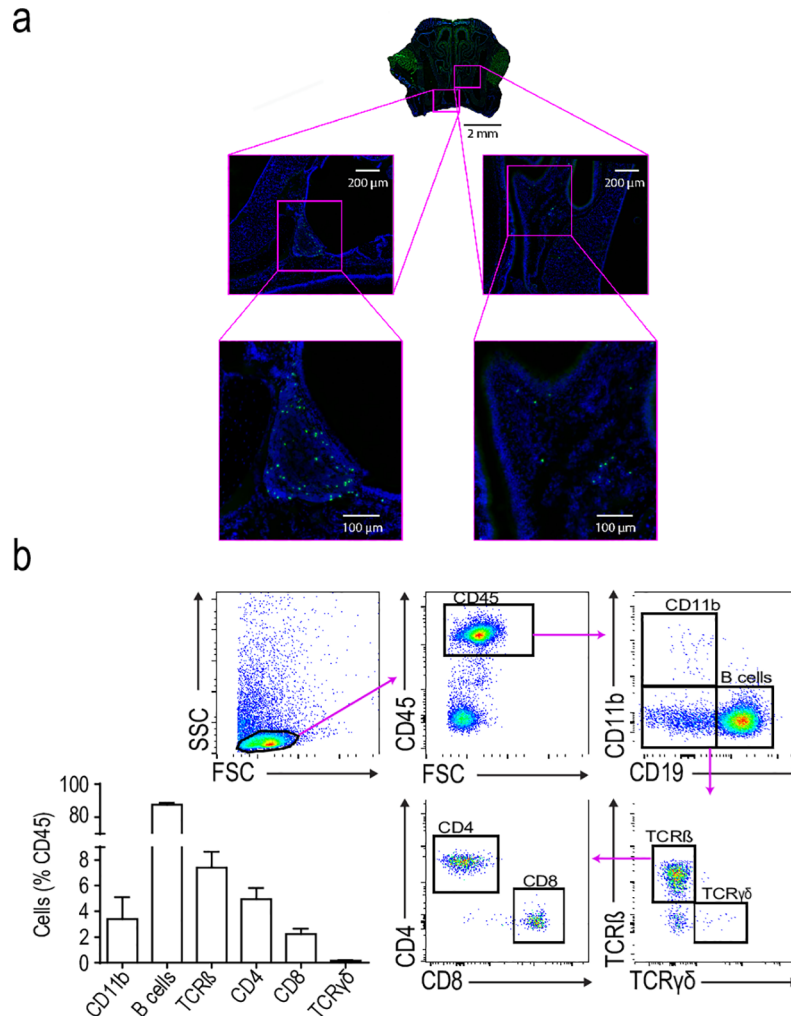 a
2 mm
200 µm
200 µm
100 µm
100 µm
b
SSC
FSC
CD45
CD45
FSC
CD11b
B cells
CD11b
CD19
Cells (% CD45)
100
80
8
6
4
2
0
CD11b
B cells
TCRß
CD4
CD8
TCRγδ
CD4
CD8
CD4
CD8
TCRß
TCRγδ
TCRß
TCRγδ